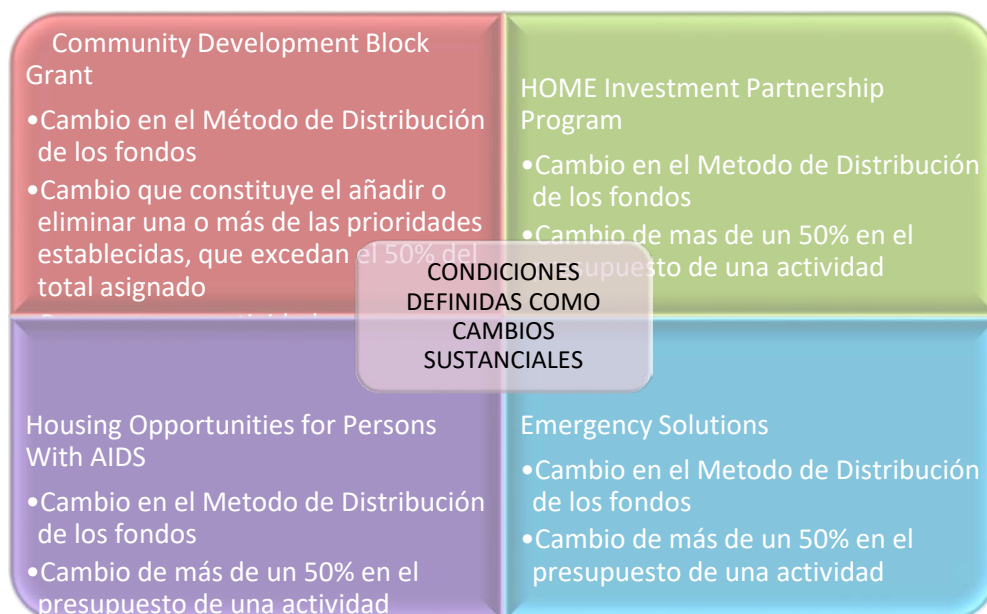 Community Development Block
Grant
•Cambio en el Método de Distribución
de los fondos
•Cambio que constituye el añadir o
eliminar una o más de las prioridades
establecidas, que excedan el 50% del
total asignado
HOME Investment Partnership
Program
•Cambio en el Metodo de Distribución
de los fondos
•Cambio de mas de un 50% en el
presupuesto de una actividad
CONDICIONES
DEFINIDAS COMO
CAMBIOS
SUSTANCIALES
Housing Opportunities for Persons
With AIDS
•Cambio en el Metodo de Distribución
de los fondos
•Cambio de más de un 50% en el
presupuesto de una actividad
Emergency Solutions
•Cambio en el Metodo de Distribución
de los fondos
•Cambio de más de un 50% en el
presupuesto de una actividad